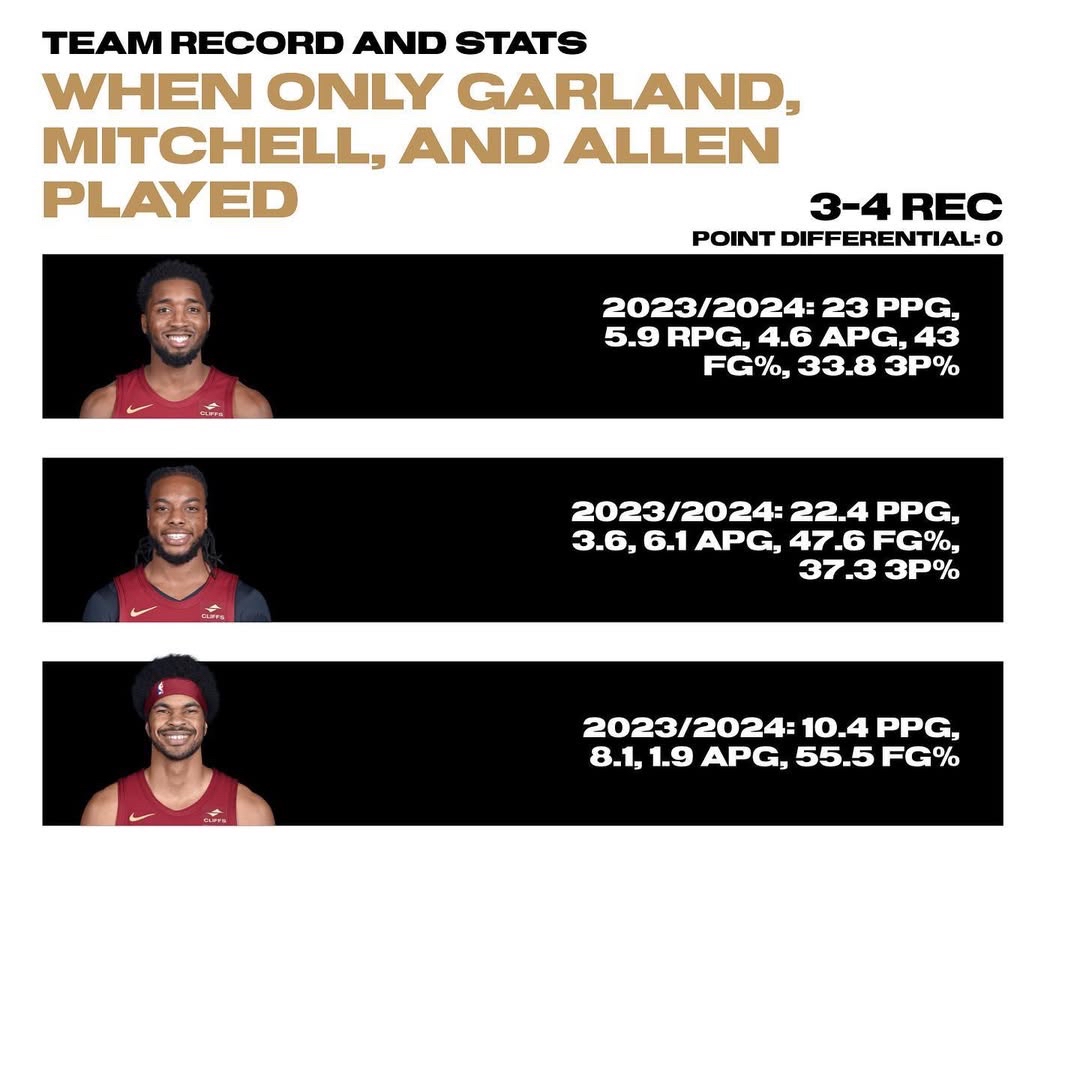 TEAM RECORD AND STATS
WHEN ONLY GARLAND,
MITCHELL, AND ALLEN
PLAYED
3-4 REC
POINT DIFFERENTIAL: 0
2023/2024: 23 PPG,
5.9 RPG, 4.6 APG, 43
FG%, 33.8 3P%
CLIFFS
2023/2024: 22.4 PPG,
3.6, 6.1 APG, 47.6 FG%,
37.3 3P%
CLIFFS
2023/2024: 10.4 PPG,
8.1, 1.9 APG, 55.5 FG%
CLIFFS